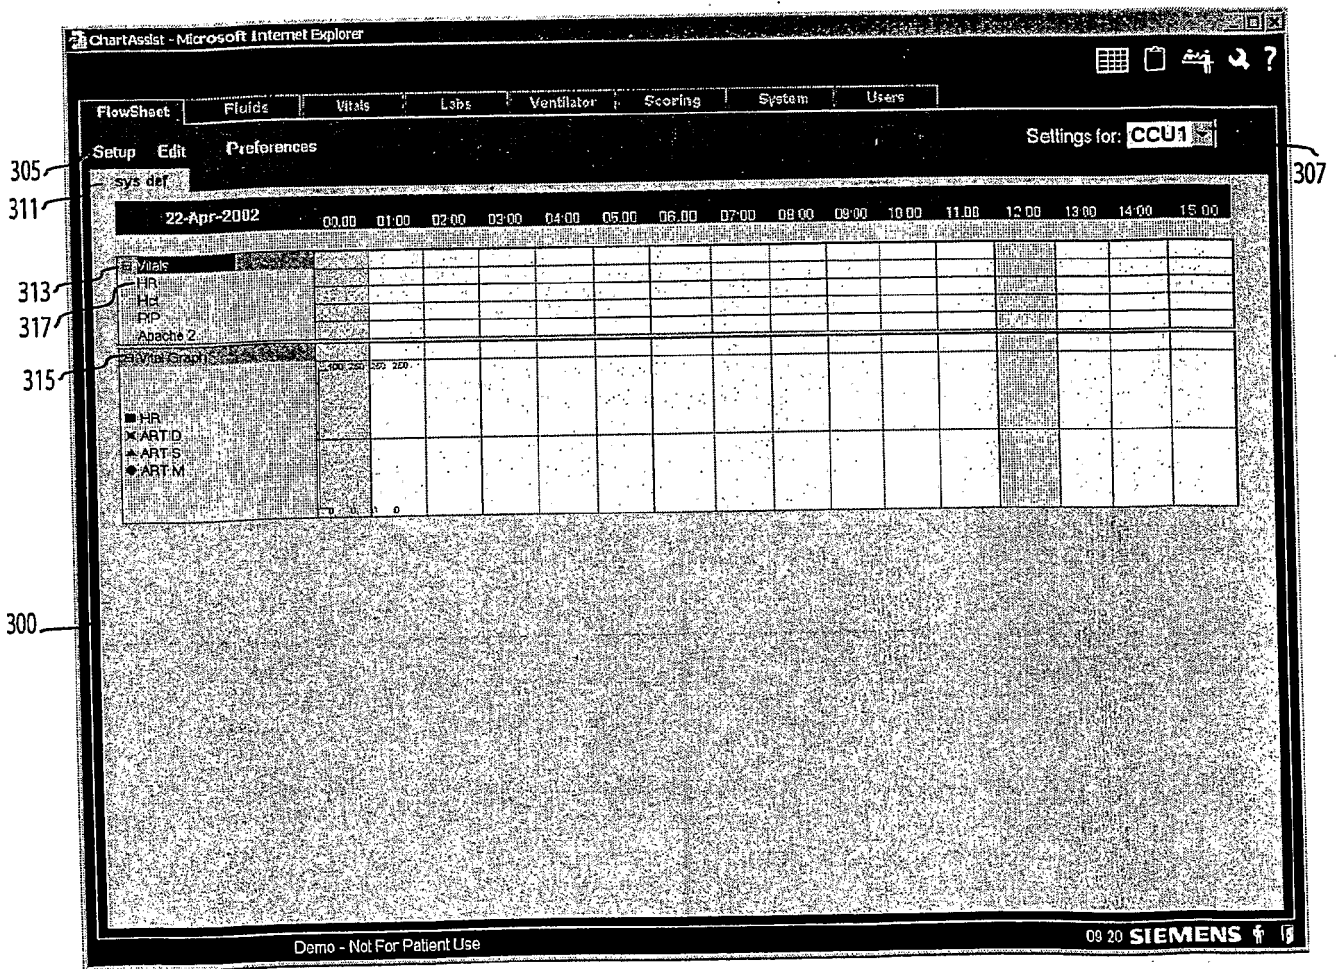 ChartAssist - Microsoft Internet Explorer
?
FlowSheet Fluids Vitals Labs Ventilator Scoring System Users
Setup Edit Preferences Settings for: CCU1
305
307
sys def
311
22-Apr-2002 00:00 01:00 02:00 03:00 04:00 05:00 06:00 07:00 08:00 09:00 10:00 11:00 12:00 13:00 14:00 15:00
Vitals
313
HR
Hct
317
Apache 2
Vital Graph
315
HR
ART D
ART S
ART M
300
Demo - Not For Patient Use 09 20 SIEMENS